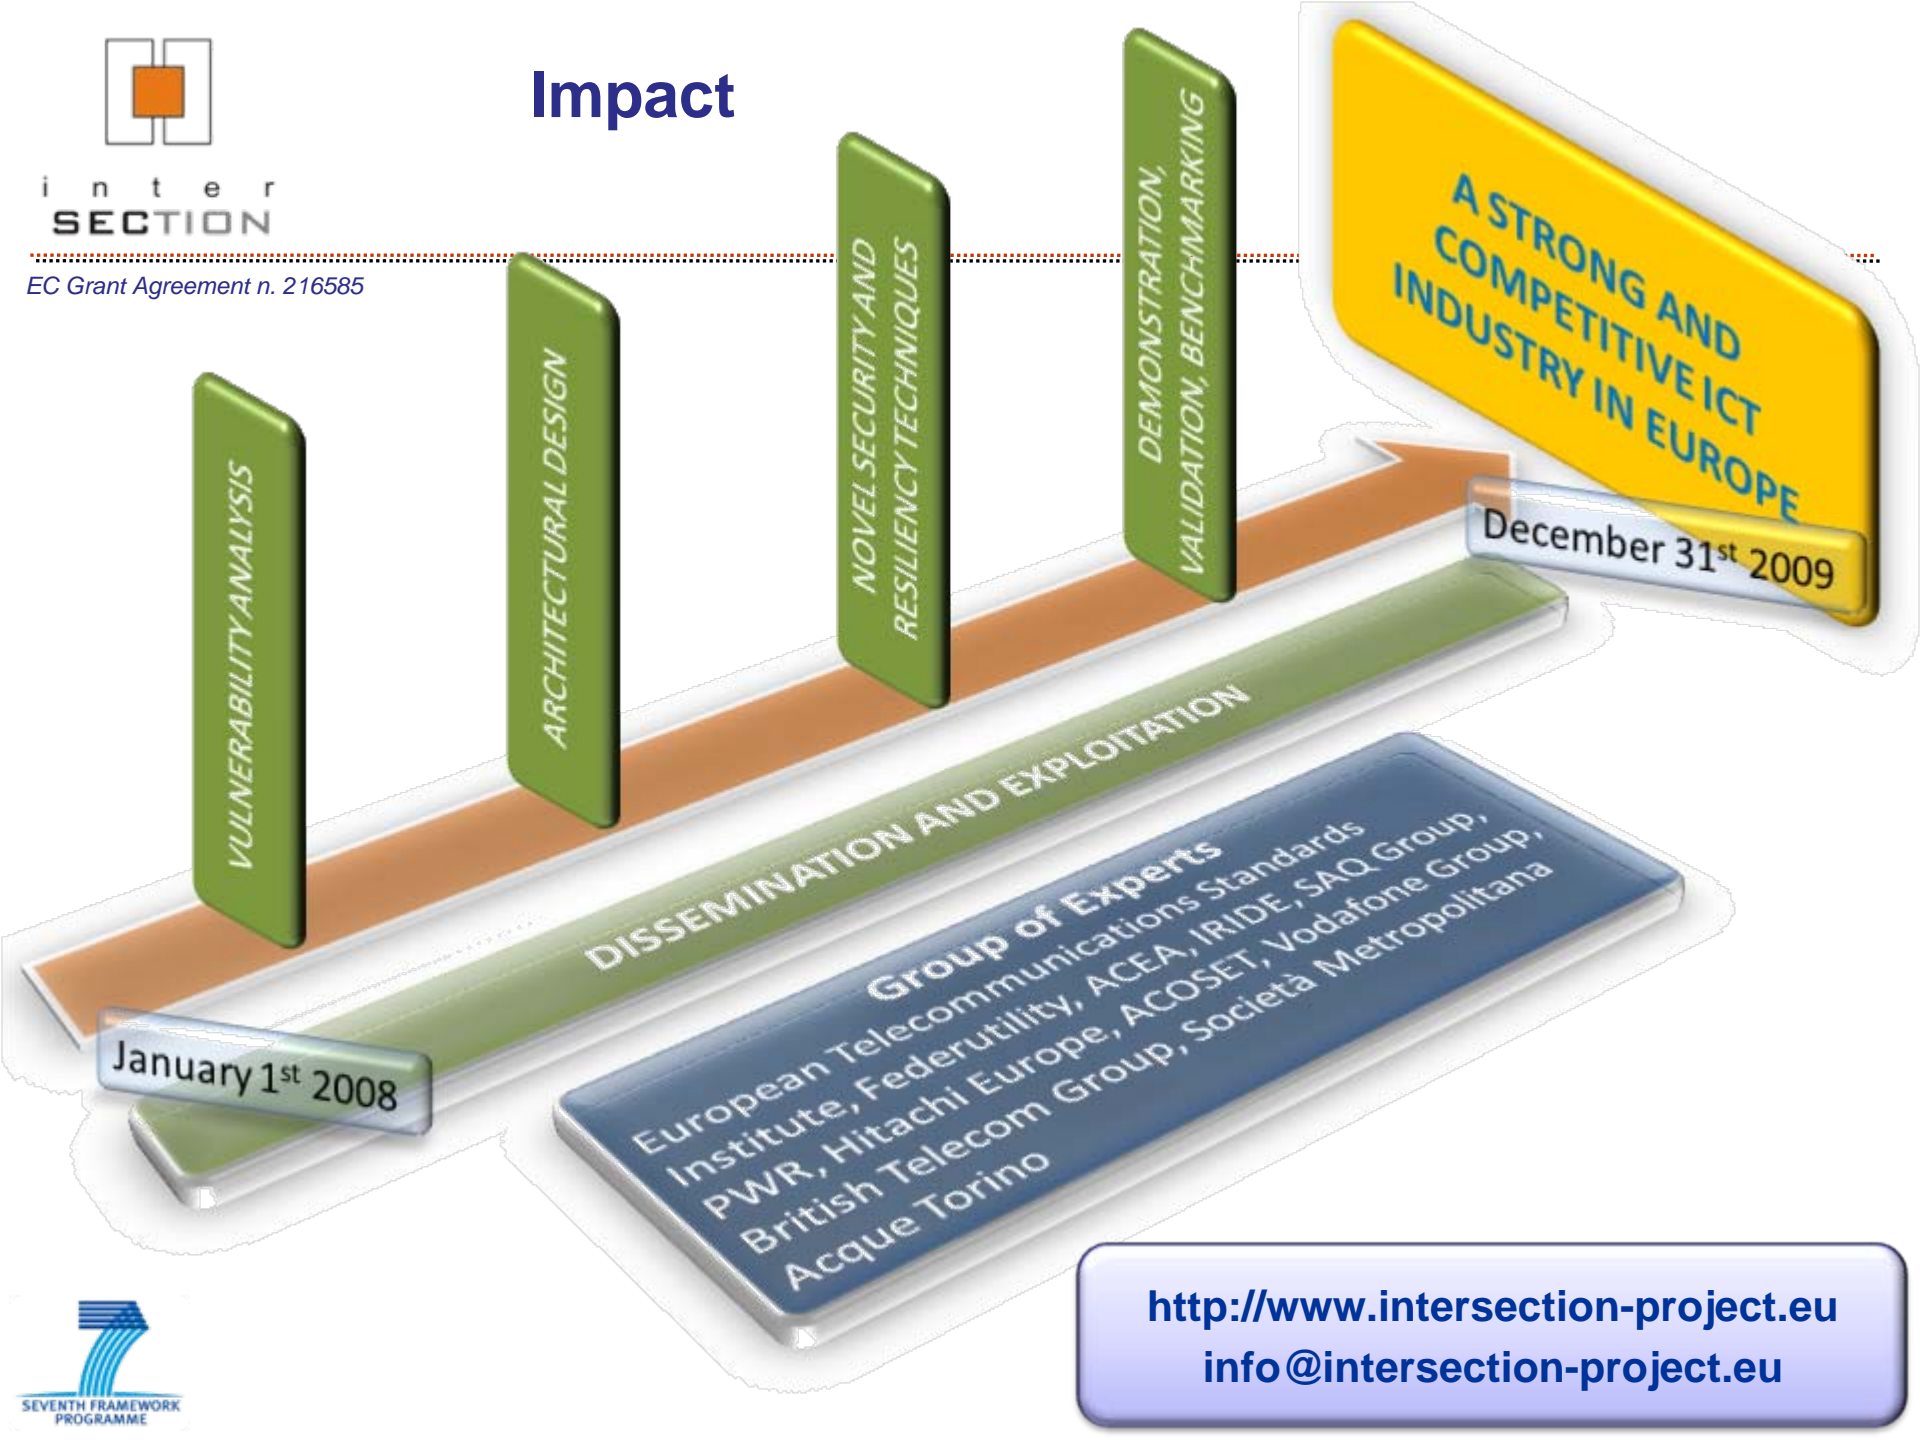 Impact
inter
SECTION
EC Grant Agreement n. 216585
VULNERABILITY ANALYSIS
ARCHITECTURAL DESIGN
NOVEL SECURITY AND
RESILIENCY TECHNIQUES
DEMONSTRATION,
VALIDATION, BENCHMARKING
A STRONG AND
COMPETITIVE ICT
INDUSTRY IN EUROPE
December 31st 2009
January 1st 2008
DISSEMINATION AND EXPLOITATION
Group of Experts
European Telecommunications Standards
Institute, Federutility, ACEA, IRIDE, SAQ Group,
PWR, Hitachi Europe, ACOSET, Vodafone Group,
British Telecom Group, Società Metropolitana
Acque Torino
http://www.intersection-project.eu
info@intersection-project.eu
SEVENTH FRAMEWORK
PROGRAMME